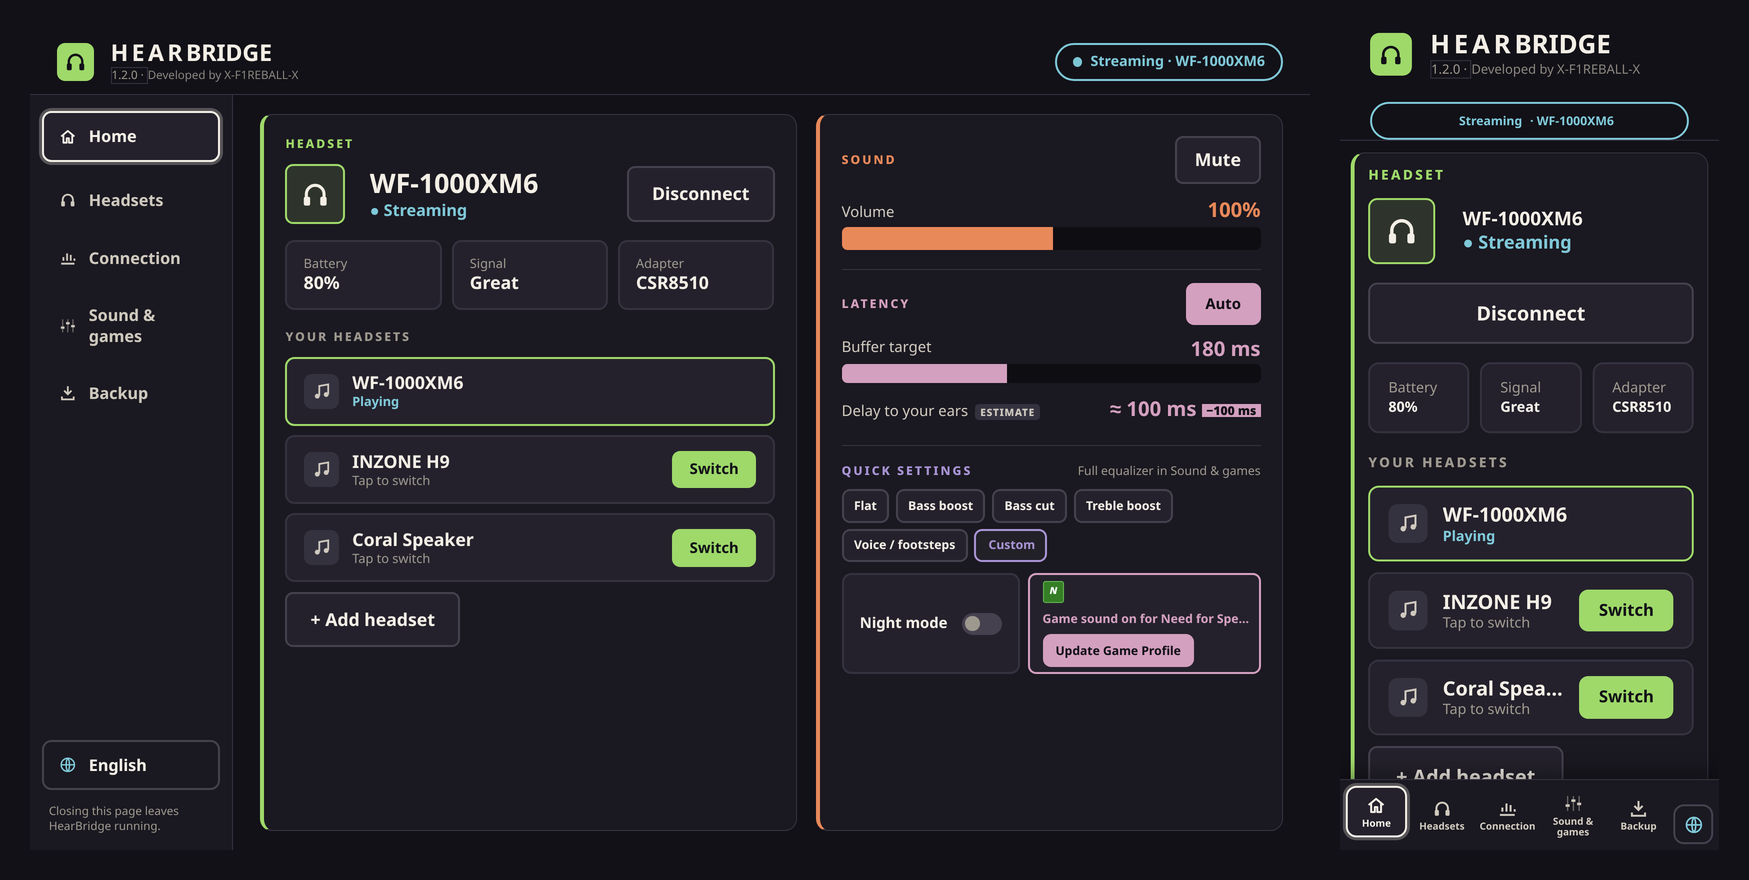 HEARBRIDGE
1.2.0 · Developed by X-F1REBALL-X
Streaming · WF-1000XM6
Home
Headsets
Connection
Sound &
games
Backup
English
Closing this page leaves
HearBridge running.
HEADSET
WF-1000XM6
Streaming
Disconnect
Battery
80%
Signal
Great
Adapter
CSR8510
YOUR HEADSETS
WF-1000XM6
Playing
INZONE H9
Tap to switch
Switch
Coral Speaker
Tap to switch
Switch
+ Add headset
SOUND
Mute
Volume
100%
LATENCY
Auto
Buffer target
180 ms
Delay to your ears ESTIMATE
≈ 100 ms −100 ms
QUICK SETTINGS
Full equalizer in Sound & games
Flat
Bass boost
Bass cut
Treble boost
Voice / footsteps
Custom
Night mode
N
Game sound on for Need for Spe...
Update Game Profile
HEARBRIDGE
1.2.0 · Developed by X-F1REBALL-X
Streaming · WF-1000XM6
HEADSET
WF-1000XM6
Streaming
Disconnect
Battery
80%
Signal
Great
Adapter
CSR8510
YOUR HEADSETS
WF-1000XM6
Playing
INZONE H9
Tap to switch
Switch
Coral Spea...
Tap to switch
Switch
+ Add headset
Home
Headsets
Connection
Sound &
games
Backup